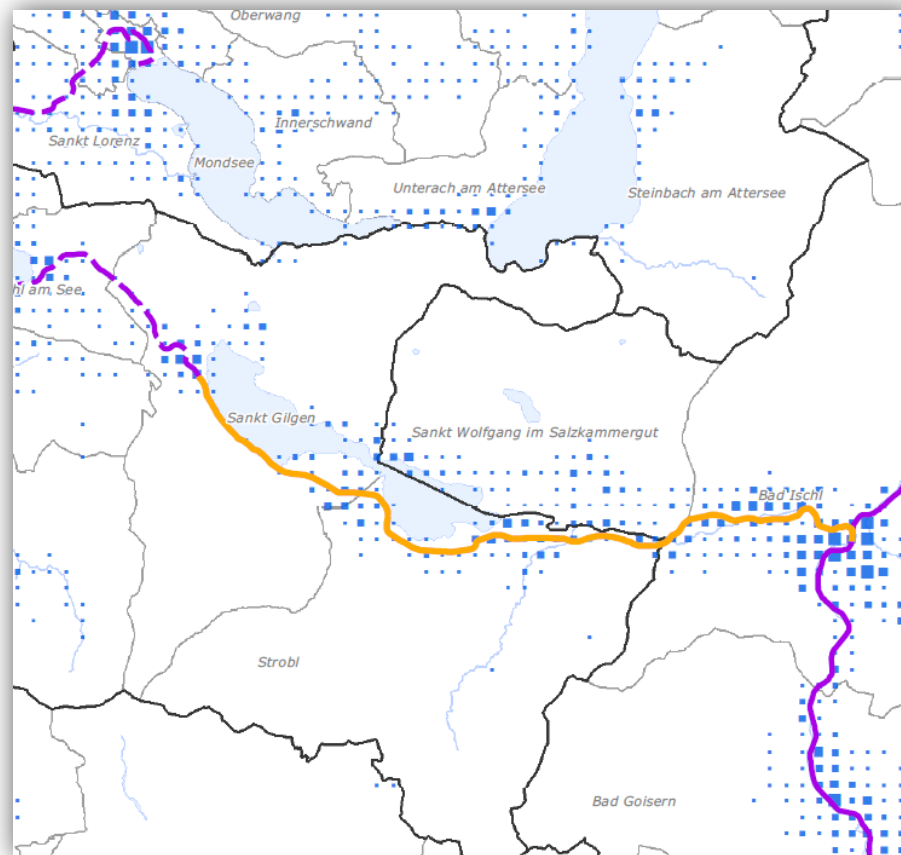 Oberwang
Innerschwand
Sankt Lorenz
Mondsee
Unterach am Attersee
Steinbach am Attersee
hl am See
Sankt Gilgen
Sankt Wolfgang im Salzkammergut
Bad Ischl
Strobl
Bad Goisern